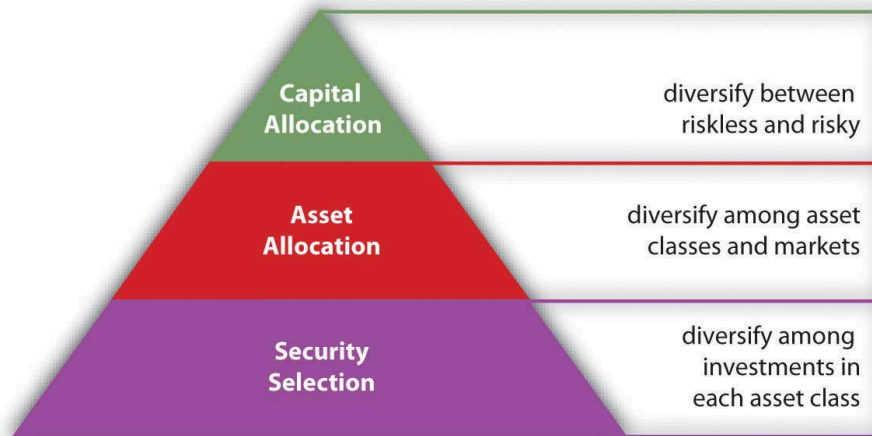 Capital
Allocation
diversify between
riskless and risky
Asset
Allocation
diversify among asset
classes and markets
Security
Selection
diversify among
investments in
each asset class